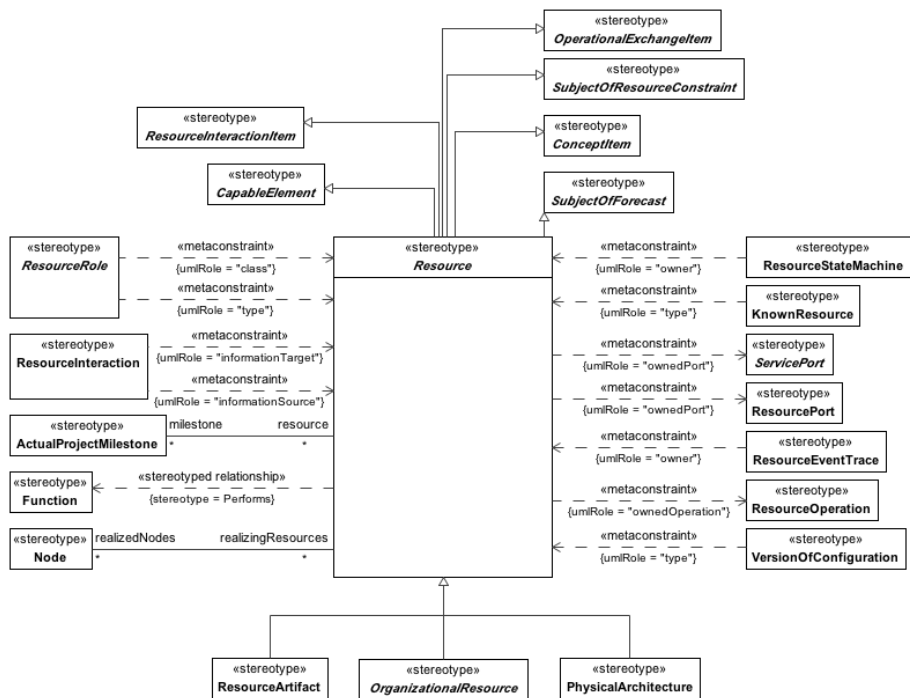 «stereotype»
OperationalExchangeItem
«stereotype»
SubjectOfResourceConstraint
«stereotype»
ResourceInteractionItem
«stereotype»
ConceptItem
«stereotype»
CapableElement
«stereotype»
SubjectOfForecast
«stereotype»
ResourceRole
«metaconstraint»
{umlRole = "class"}
«metaconstraint»
{umlRole = "type"}
«stereotype»
Resource
«metaconstraint»
{umlRole = "owner"}
«stereotype»
ResourceStateMachine
«metaconstraint»
{umlRole = "type"}
«stereotype»
KnownResource
«stereotype»
ResourceInteraction
«metaconstraint»
{umlRole = "informationTarget"}
«metaconstraint»
{umlRole = "informationSource"}
«metaconstraint»
{umlRole = "ownedPort"}
«stereotype»
ServicePort
«metaconstraint»
{umlRole = "ownedPort"}
«stereotype»
ResourcePort
«stereotype»
ActualProjectMilestone
milestone
*
resource
*
«metaconstraint»
{umlRole = "owner"}
«stereotype»
ResourceEventTrace
«stereotype»
Function
«stereotyped relationship»
{stereotype = Performs}
«metaconstraint»
{umlRole = "ownedOperation"}
«stereotype»
ResourceOperation
«stereotype»
Node
realizedNodes
*
realizingResources
*
«metaconstraint»
{umlRole = "type"}
«stereotype»
VersionOfConfiguration
«stereotype»
ResourceArtifact
«stereotype»
OrganizationalResource
«stereotype»
PhysicalArchitecture